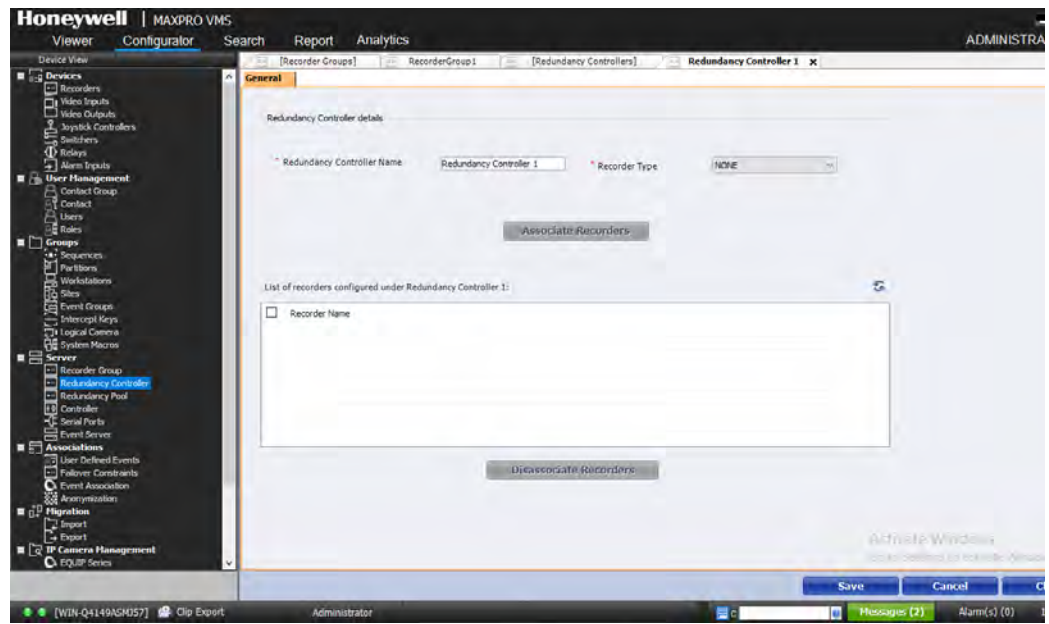 Honeywell | MAXPRO VMS
Viewer Configurator Search Report Analytics ADMINISTRA
Device View
[Recorder Groups] RecorderGroup1 [Redundancy Controllers] Redundancy Controller 1 x
General
Devices
Recorders
Video Inputs
Video Outputs
Joystick Controllers
Switchers
Relays
Alarm Inputs
User Management
Contact Group
Contact
Users
Roles
Groups
Sequences
Partitions
Workstations
Sites
Event Groups
Intercept Keys
Logical Camera
System Macros
Server
Recorder Group
Redundancy Controller
Redundancy Pool
Controller
Serial Ports
Event Server
Associations
User Defined Events
Failover Constraints
Event Association
Anonymization
Migration
Import
Export
IP Camera Management
EQUIP Series
Redundancy Controller details
* Redundancy Controller Name Redundancy Controller 1 * Recorder Type NONE
Associate Recorders
List of recorders configured under Redundancy Controller 1:
Recorder Name
Disassociate Recorders
Activate Windows
Save Cancel Cl
[WIN-Q4149ASMJ57] Clip Export Administrator C Messages (2) Alarm(s) (0) 1